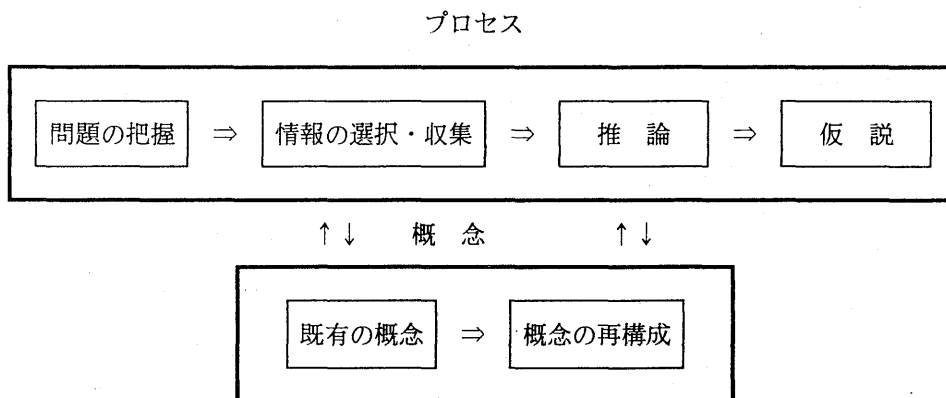 プロセス
問題の把握 ⇒ 情報の選択・収集 ⇒ 推 論 ⇒ 仮 説
↑↓ 概 念 ↑↓
既有の概念 ⇒ 概念の再構成